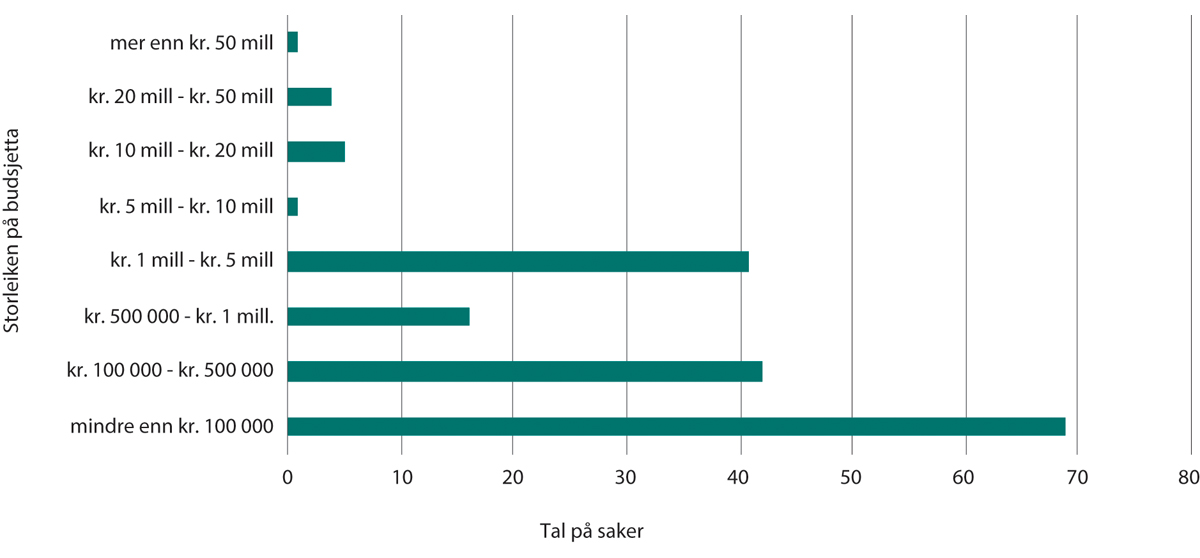 Storleiken på budsjetta
mer enn kr. 50 mill
kr. 20 mill - kr. 50 mill
kr. 10 mill - kr. 20 mill
kr. 5 mill - kr. 10 mill
kr. 1 mill - kr. 5 mill
kr. 500 000 - kr. 1 mill.
kr. 100 000 - kr. 500 000
mindre enn kr. 100 000
0 10 20 30 40 50 60 70 80
Tal på saker